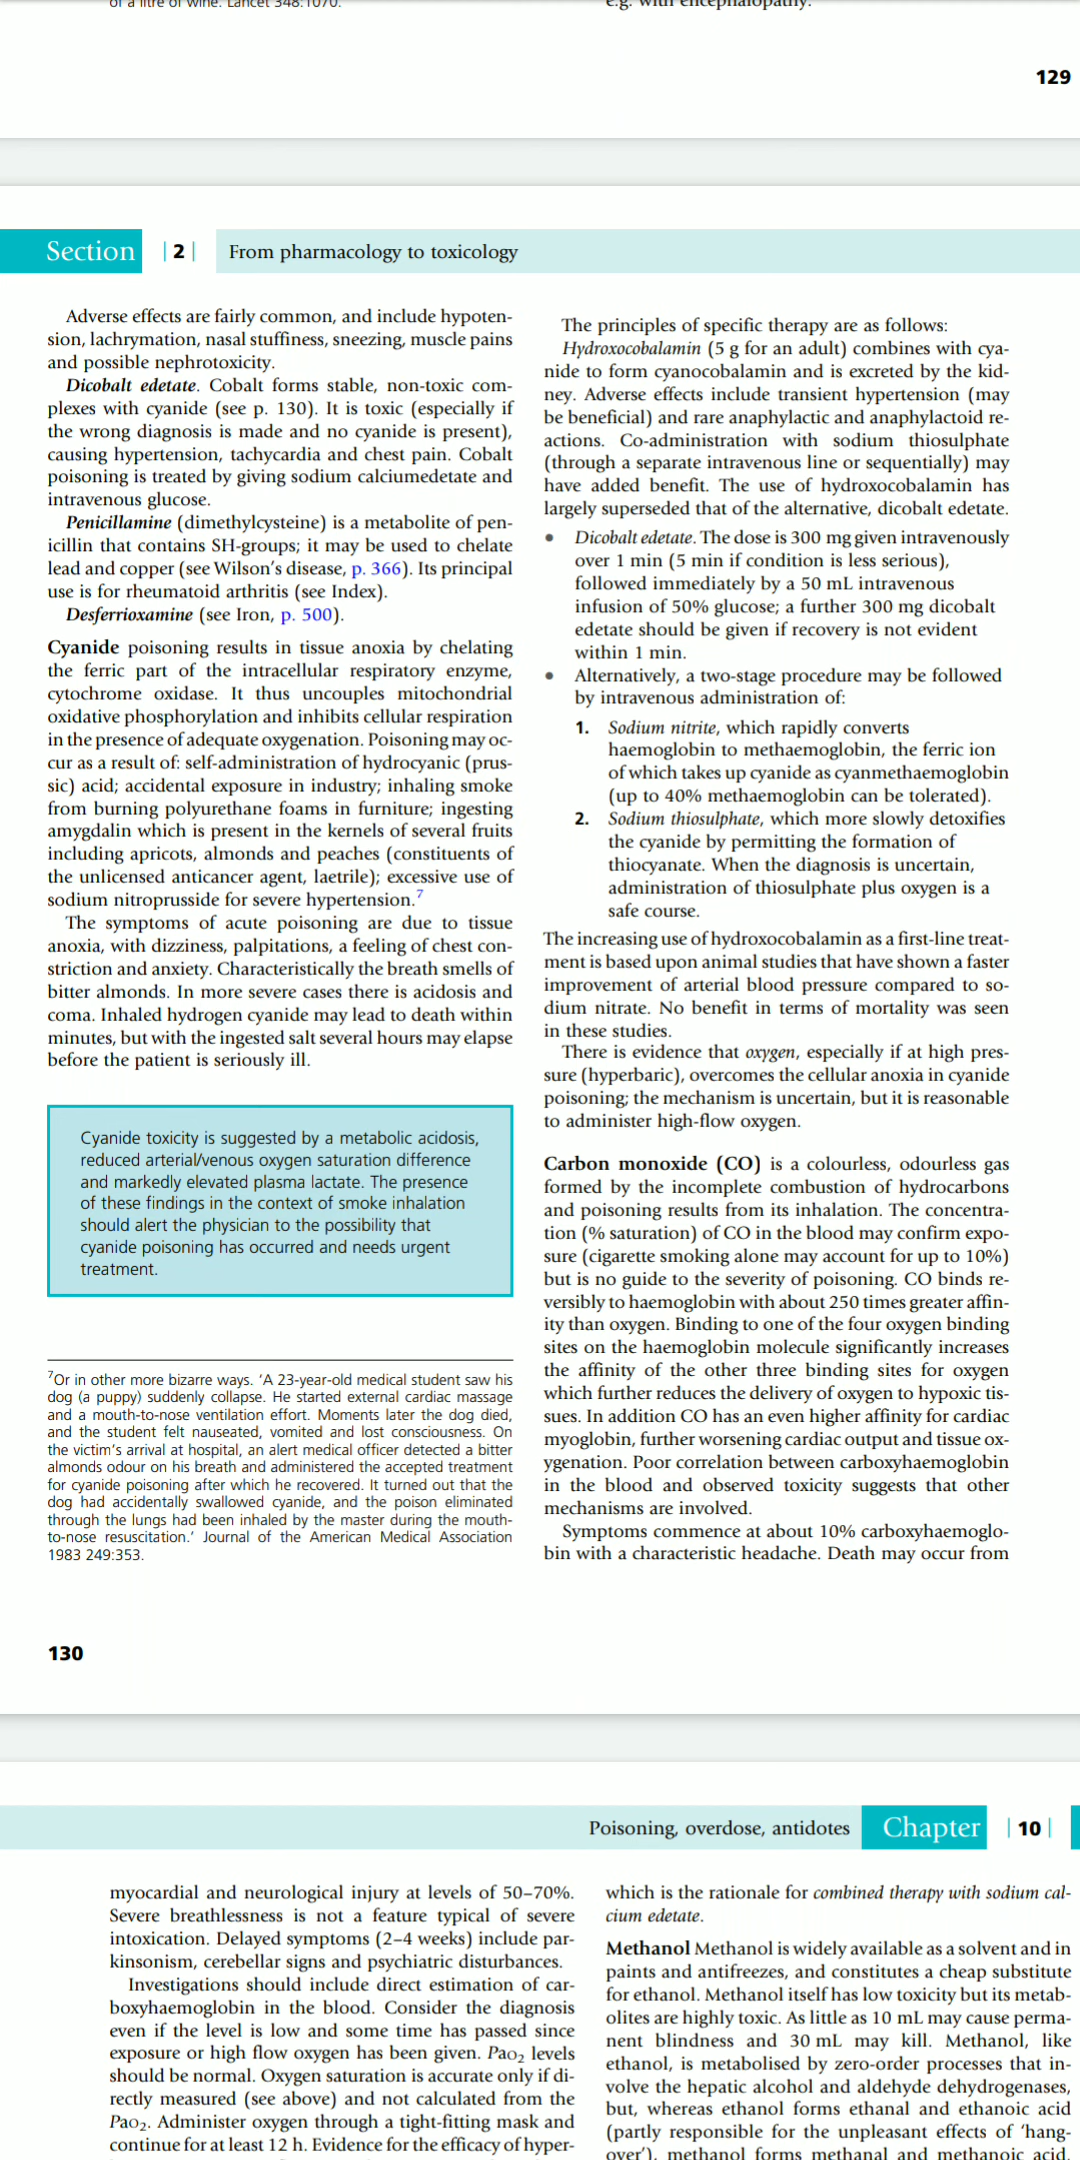 of a litre of wine. Lancet 348:1070.
e.g. with encephalopathy.
129
Section | 2 | From pharmacology to toxicology
Adverse effects are fairly common, and include hypoten-
sion, lachrymation, nasal stuffiness, sneezing, muscle pains
and possible nephrotoxicity.
Dicobalt edetate. Cobalt forms stable, non-toxic com-
plexes with cyanide (see p. 130). It is toxic (especially if
the wrong diagnosis is made and no cyanide is present),
causing hypertension, tachycardia and chest pain. Cobalt
poisoning is treated by giving sodium calciumedetate and
intravenous glucose.
Penicillamine (dimethylcysteine) is a metabolite of pen-
icillin that contains SH-groups; it may be used to chelate
lead and copper (see Wilson's disease, p. 366). Its principal
use is for rheumatoid arthritis (see Index).
Desferrioxamine (see Iron, p. 500).
Cyanide poisoning results in tissue anoxia by chelating
the ferric part of the intracellular respiratory enzyme,
cytochrome oxidase. It thus uncouples mitochondrial
oxidative phosphorylation and inhibits cellular respiration
in the presence of adequate oxygenation. Poisoning may oc-
cur as a result of: self-administration of hydrocyanic (prus-
sic) acid; accidental exposure in industry; inhaling smoke
from burning polyurethane foams in furniture; ingesting
amygdalin which is present in the kernels of several fruits
including apricots, almonds and peaches (constituents of
the unlicensed anticancer agent, laetrile); excessive use of
sodium nitroprusside for severe hypertension.7
The symptoms of acute poisoning are due to tissue
anoxia, with dizziness, palpitations, a feeling of chest con-
striction and anxiety. Characteristically the breath smells of
bitter almonds. In more severe cases there is acidosis and
coma. Inhaled hydrogen cyanide may lead to death within
minutes, but with the ingested salt several hours may elapse
before the patient is seriously ill.
Cyanide toxicity is suggested by a metabolic acidosis,
reduced arterial/venous oxygen saturation difference
and markedly elevated plasma lactate. The presence
of these findings in the context of smoke inhalation
should alert the physician to the possibility that
cyanide poisoning has occurred and needs urgent
treatment.
7Or in other more bizarre ways. 'A 23-year-old medical student saw his
dog (a puppy) suddenly collapse. He started external cardiac massage
and a mouth-to-nose ventilation effort. Moments later the dog died,
and the student felt nauseated, vomited and lost consciousness. On
the victim's arrival at hospital, an alert medical officer detected a bitter
almonds odour on his breath and administered the accepted treatment
for cyanide poisoning after which he recovered. It turned out that the
dog had accidentally swallowed cyanide, and the poison eliminated
through the lungs had been inhaled by the master during the mouth-
to-nose resuscitation.' Journal of the American Medical Association
1983 249:353.
The principles of specific therapy are as follows:
Hydroxocobalamin (5 g for an adult) combines with cya-
nide to form cyanocobalamin and is excreted by the kid-
ney. Adverse effects include transient hypertension (may
be beneficial) and rare anaphylactic and anaphylactoid re-
actions. Co-administration with sodium thiosulphate
(through a separate intravenous line or sequentially) may
have added benefit. The use of hydroxocobalamin has
largely superseded that of the alternative, dicobalt edetate.
• Dicobalt edetate. The dose is 300 mg given intravenously
over 1 min (5 min if condition is less serious),
followed immediately by a 50 mL intravenous
infusion of 50% glucose; a further 300 mg dicobalt
edetate should be given if recovery is not evident
within 1 min.
• Alternatively, a two-stage procedure may be followed
by intravenous administration of:
1. Sodium nitrite, which rapidly converts
haemoglobin to methaemoglobin, the ferric ion
of which takes up cyanide as cyanmethaemoglobin
(up to 40% methaemoglobin can be tolerated).
2. Sodium thiosulphate, which more slowly detoxifies
the cyanide by permitting the formation of
thiocyanate. When the diagnosis is uncertain,
administration of thiosulphate plus oxygen is a
safe course.
The increasing use of hydroxocobalamin as a first-line treat-
ment is based upon animal studies that have shown a faster
improvement of arterial blood pressure compared to so-
dium nitrate. No benefit in terms of mortality was seen
in these studies.
There is evidence that oxygen, especially if at high pres-
sure (hyperbaric), overcomes the cellular anoxia in cyanide
poisoning; the mechanism is uncertain, but it is reasonable
to administer high-flow oxygen.
Carbon monoxide (CO) is a colourless, odourless gas
formed by the incomplete combustion of hydrocarbons
and poisoning results from its inhalation. The concentra-
tion (% saturation) of CO in the blood may confirm expo-
sure (cigarette smoking alone may account for up to 10%)
but is no guide to the severity of poisoning. CO binds re-
versibly to haemoglobin with about 250 times greater affin-
ity than oxygen. Binding to one of the four oxygen binding
sites on the haemoglobin molecule significantly increases
the affinity of the other three binding sites for oxygen
which further reduces the delivery of oxygen to hypoxic tis-
sues. In addition CO has an even higher affinity for cardiac
myoglobin, further worsening cardiac output and tissue ox-
ygenation. Poor correlation between carboxyhaemoglobin
in the blood and observed toxicity suggests that other
mechanisms are involved.
Symptoms commence at about 10% carboxyhaemoglo-
bin with a characteristic headache. Death may occur from
130
Poisoning, overdose, antidotes Chapter | 10 |
myocardial and neurological injury at levels of 50–70%.
Severe breathlessness is not a feature typical of severe
intoxication. Delayed symptoms (2–4 weeks) include par-
kinsonism, cerebellar signs and psychiatric disturbances.
Investigations should include direct estimation of car-
boxyhaemoglobin in the blood. Consider the diagnosis
even if the level is low and some time has passed since
exposure or high flow oxygen has been given. PaO2 levels
should be normal. Oxygen saturation is accurate only if di-
rectly measured (see above) and not calculated from the
PaO2. Administer oxygen through a tight-fitting mask and
continue for at least 12 h. Evidence for the efficacy of hyper-
which is the rationale for combined therapy with sodium cal-
cium edetate.
Methanol Methanol is widely available as a solvent and in
paints and antifreezes, and constitutes a cheap substitute
for ethanol. Methanol itself has low toxicity but its metab-
olites are highly toxic. As little as 10 mL may cause perma-
nent blindness and 30 mL may kill. Methanol, like
ethanol, is metabolised by zero-order processes that in-
volve the hepatic alcohol and aldehyde dehydrogenases,
but, whereas ethanol forms ethanal and ethanoic acid
(partly responsible for the unpleasant effects of 'hang-
over'), methanol forms methanal and methanoic acid.